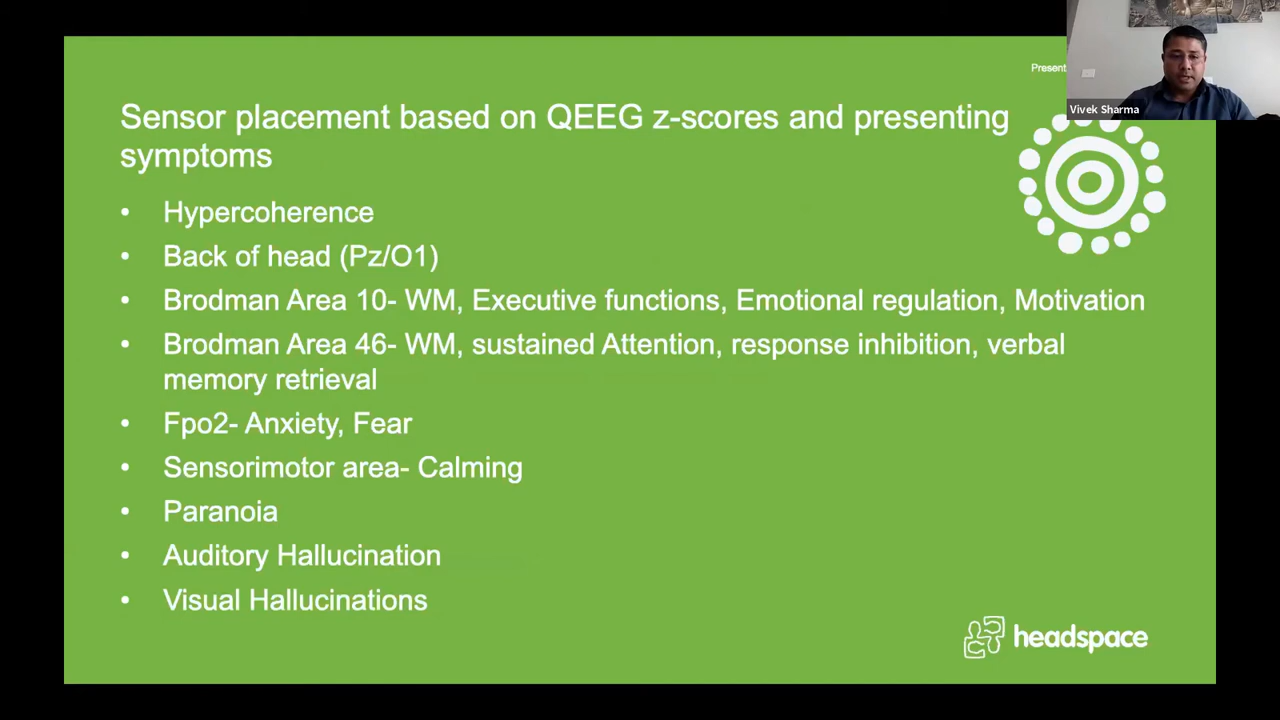 Present
Vivek Sharma
Sensor placement based on QEEG z-scores and presenting
symptoms
• Hypercoherence
• Back of head (Pz/O1)
• Brodman Area 10- WM, Executive functions, Emotional regulation, Motivation
• Brodman Area 46- WM, sustained Attention, response inhibition, verbal
memory retrieval
• Fpo2- Anxiety, Fear
• Sensorimotor area- Calming
• Paranoia
• Auditory Hallucination
• Visual Hallucinations
headspace